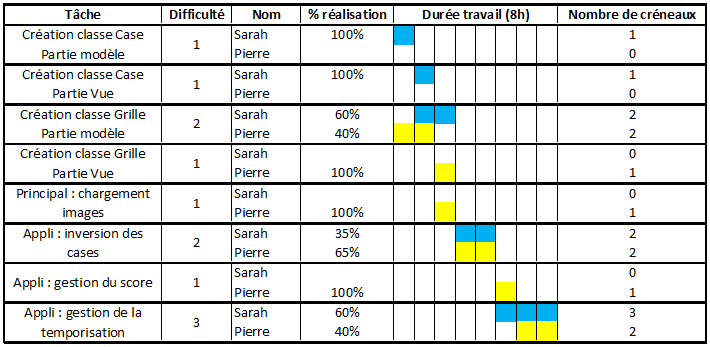 Tâche Difficulté Nom % réalisation Durée travail (8h) Nombre de créneaux
Création classe Case 1 Sarah 100% 1
Partie modèle Pierre 0
Création classe Case 1 Sarah 100% 1
Partie Vue Pierre 0
Création classe Grille 2 Sarah 60% 2
Partie modèle Pierre 40% 2
Création classe Grille 1 Sarah 0
Partie Vue Pierre 100% 1
Principal : chargement 1 Sarah 0
images Pierre 100% 1
Appli : inversion des 2 Sarah 35% 2
cases Pierre 65% 2
Appli : gestion du score 1 Sarah 0
Pierre 100% 1
Appli : gestion de la 3 Sarah 60% 3
temporisation Pierre 40% 2